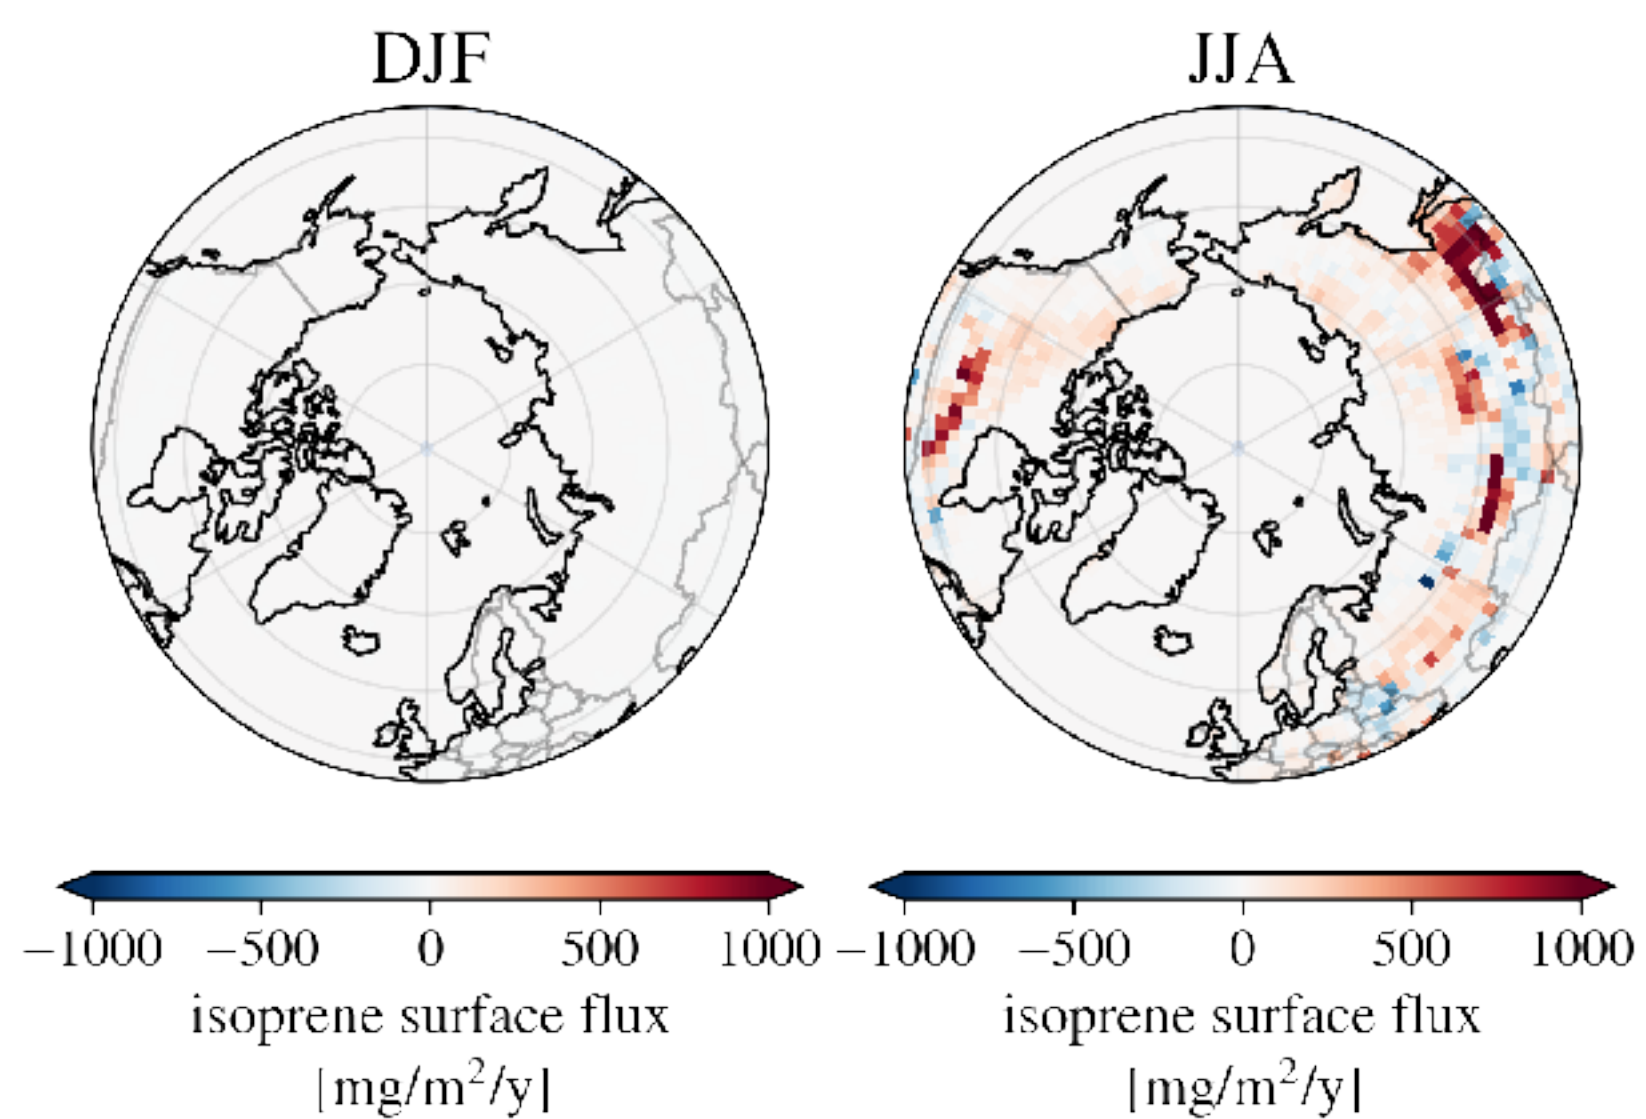 DJF JJA
−1000 −500 0 500 1000 −1000 −500 0 500 1000
isoprene surface flux isoprene surface flux
[mg/m²/y] [mg/m²/y]